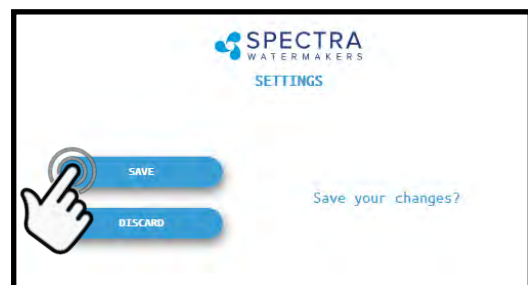 SPECTRA
WATERMAKERS
SETTINGS
SAVE
Save your changes?
DISCARD